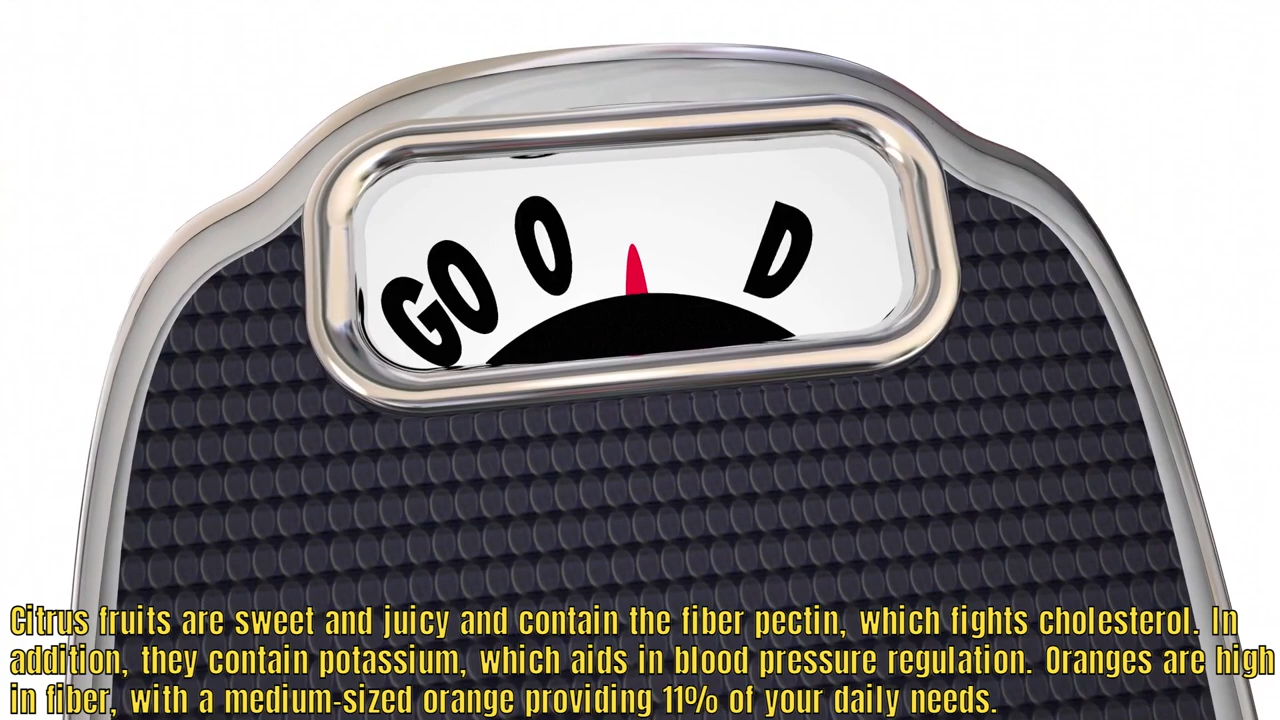 GOO D
Citrus fruits are sweet and juicy and contain the fiber pectin, which fights cholesterol. In
addition, they contain potassium, which aids in blood pressure regulation. Oranges are high
in fiber, with a medium-sized orange providing 11% of your daily needs.